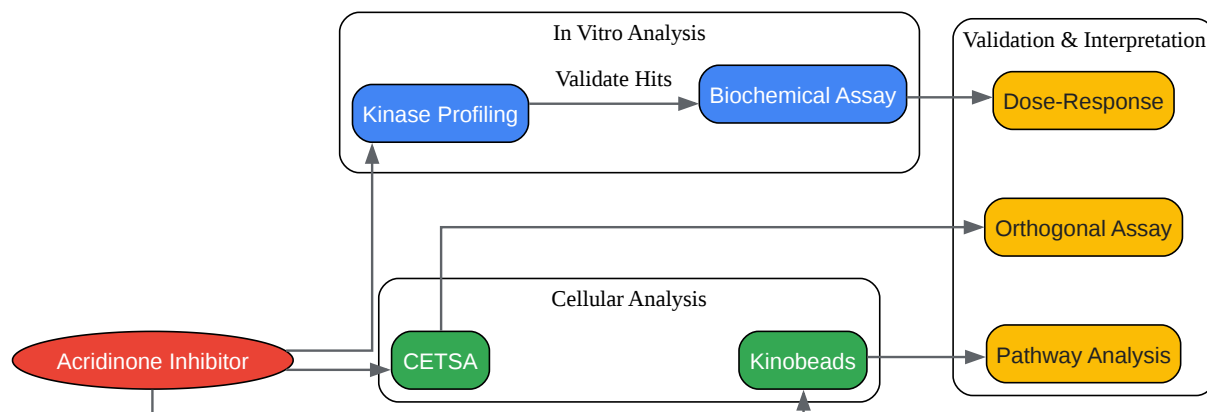 In Vitro Analysis
Validation & Interpretation
Validate Hits
Kinase Profiling
Biochemical Assay
Dose-Response
Orthogonal Assay
Cellular Analysis
Acridinone Inhibitor
CETSA
Kinobeads
Pathway Analysis